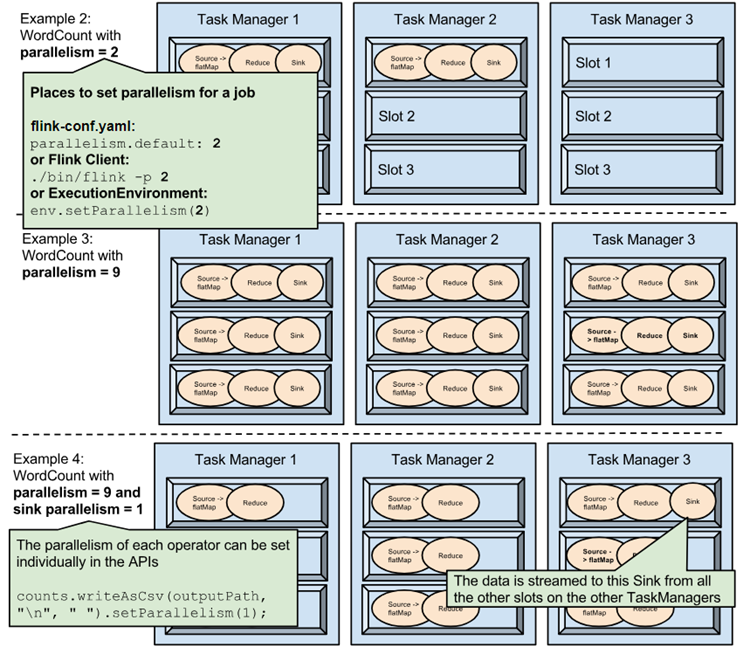 Example 2:
WordCount with
parallelism = 2
Task Manager 1
Source ->
flatMap
Reduce
Sink
Task Manager 2
Source ->
flatMap
Reduce
Sink
Slot 2
Slot 3
Task Manager 3
Slot 1
Slot 2
Slot 3
Places to set parallelism for a job
flink-conf.yaml:
parallelism.default: 2
or Flink Client:
./bin/flink -p 2
or ExecutionEnvironment:
env.setParallelism(2)
Example 3:
WordCount with
parallelism = 9
Task Manager 1
Source ->
flatMap
Reduce
Sink
Source ->
flatMap
Reduce
Sink
Source ->
flatMap
Reduce
Sink
Task Manager 2
Source ->
flatMap
Reduce
Sink
Source ->
flatMap
Reduce
Sink
Source ->
flatMap
Reduce
Sink
Task Manager 3
Source ->
flatMap
Reduce
Sink
Source -
> flatMap
Reduce
Sink
Source ->
flatMap
Reduce
Sink
Example 4:
WordCount with
parallelism = 9 and
sink parallelism = 1
Task Manager 1
Source ->
flatMap
Reduce
Task Manager 2
Source ->
flatMap
Reduce
Source ->
flatMap
Reduce
Source ->
flatMap
Reduce
Task Manager 3
Source ->
flatMap
Reduce
Sink
Source -
> flatMap
flatMap
Reduce
The parallelism of each operator can be set
individually in the APIs
counts.writeAsCsv(outputPath,
"\n", " ").setParallelism(1);
The data is streamed to this Sink from all
the other slots on the other TaskManagers